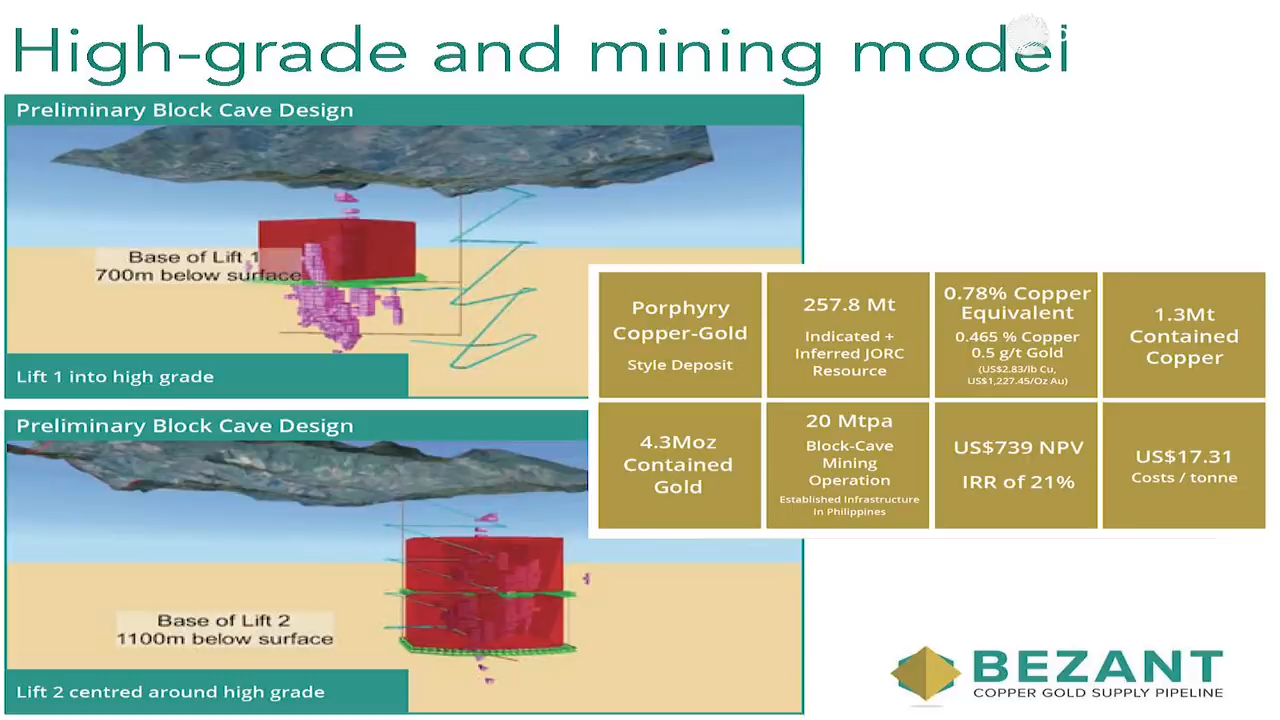 High-grade and mining model
Preliminary Block Cave Design
Base of Lift 1
700m below surface
Lift 1 into high grade
Preliminary Block Cave Design
Base of Lift 2
1100m below surface
Lift 2 centred around high grade
Porphyry
Copper-Gold
Style Deposit
257.8 Mt
Indicated +
Inferred JORC
Resource
0.78% Copper
Equivalent
0.465 % Copper
0.5 g/t Gold
(US$2.83/lb Cu,
US$1,227.45/Oz Au)
1.3Mt
Contained
Copper
4.3Moz
Contained
Gold
20 Mtpa
Block-Cave
Mining
Operation
Established Infrastructure
In Philippines
US$739 NPV
IRR of 21%
US$17.31
Costs / tonne
BEZANT
COPPER GOLD SUPPLY PIPELINE